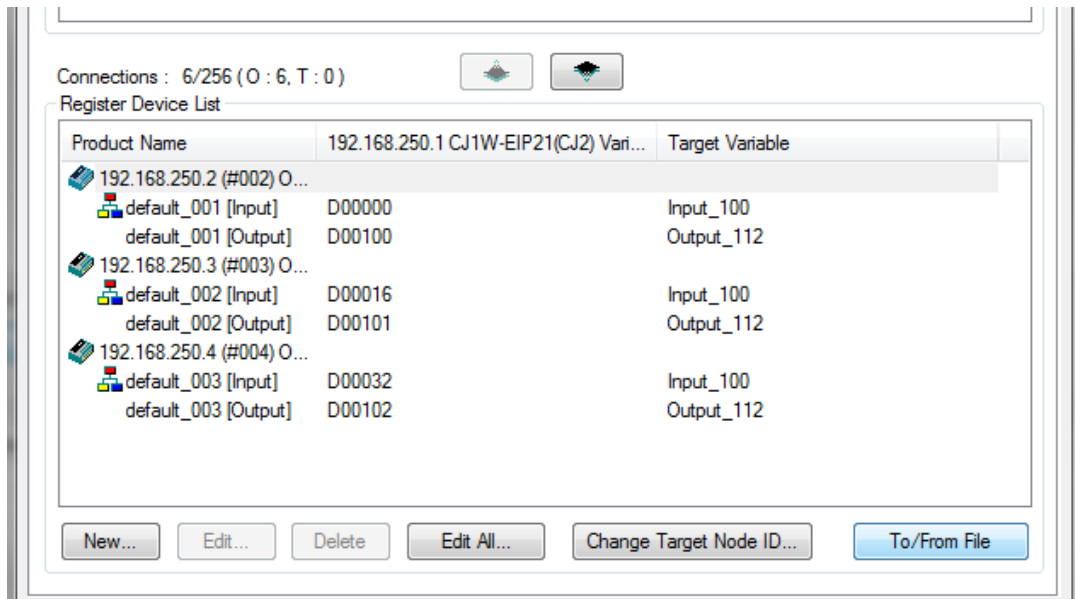 Connections : 6/256 ( O : 6, T : 0 )
Register Device List
Product Name 192.168.250.1 CJ1W-EIP21(CJ2) Vari... Target Variable
192.168.250.2 (#002) O...
default_001 [Input] D00000 Input_100
default_001 [Output] D00100 Output_112
192.168.250.3 (#003) O...
default_002 [Input] D00016 Input_100
default_002 [Output] D00101 Output_112
192.168.250.4 (#004) O...
default_003 [Input] D00032 Input_100
default_003 [Output] D00102 Output_112
New... Edit... Delete Edit All... Change Target Node ID... To/From File